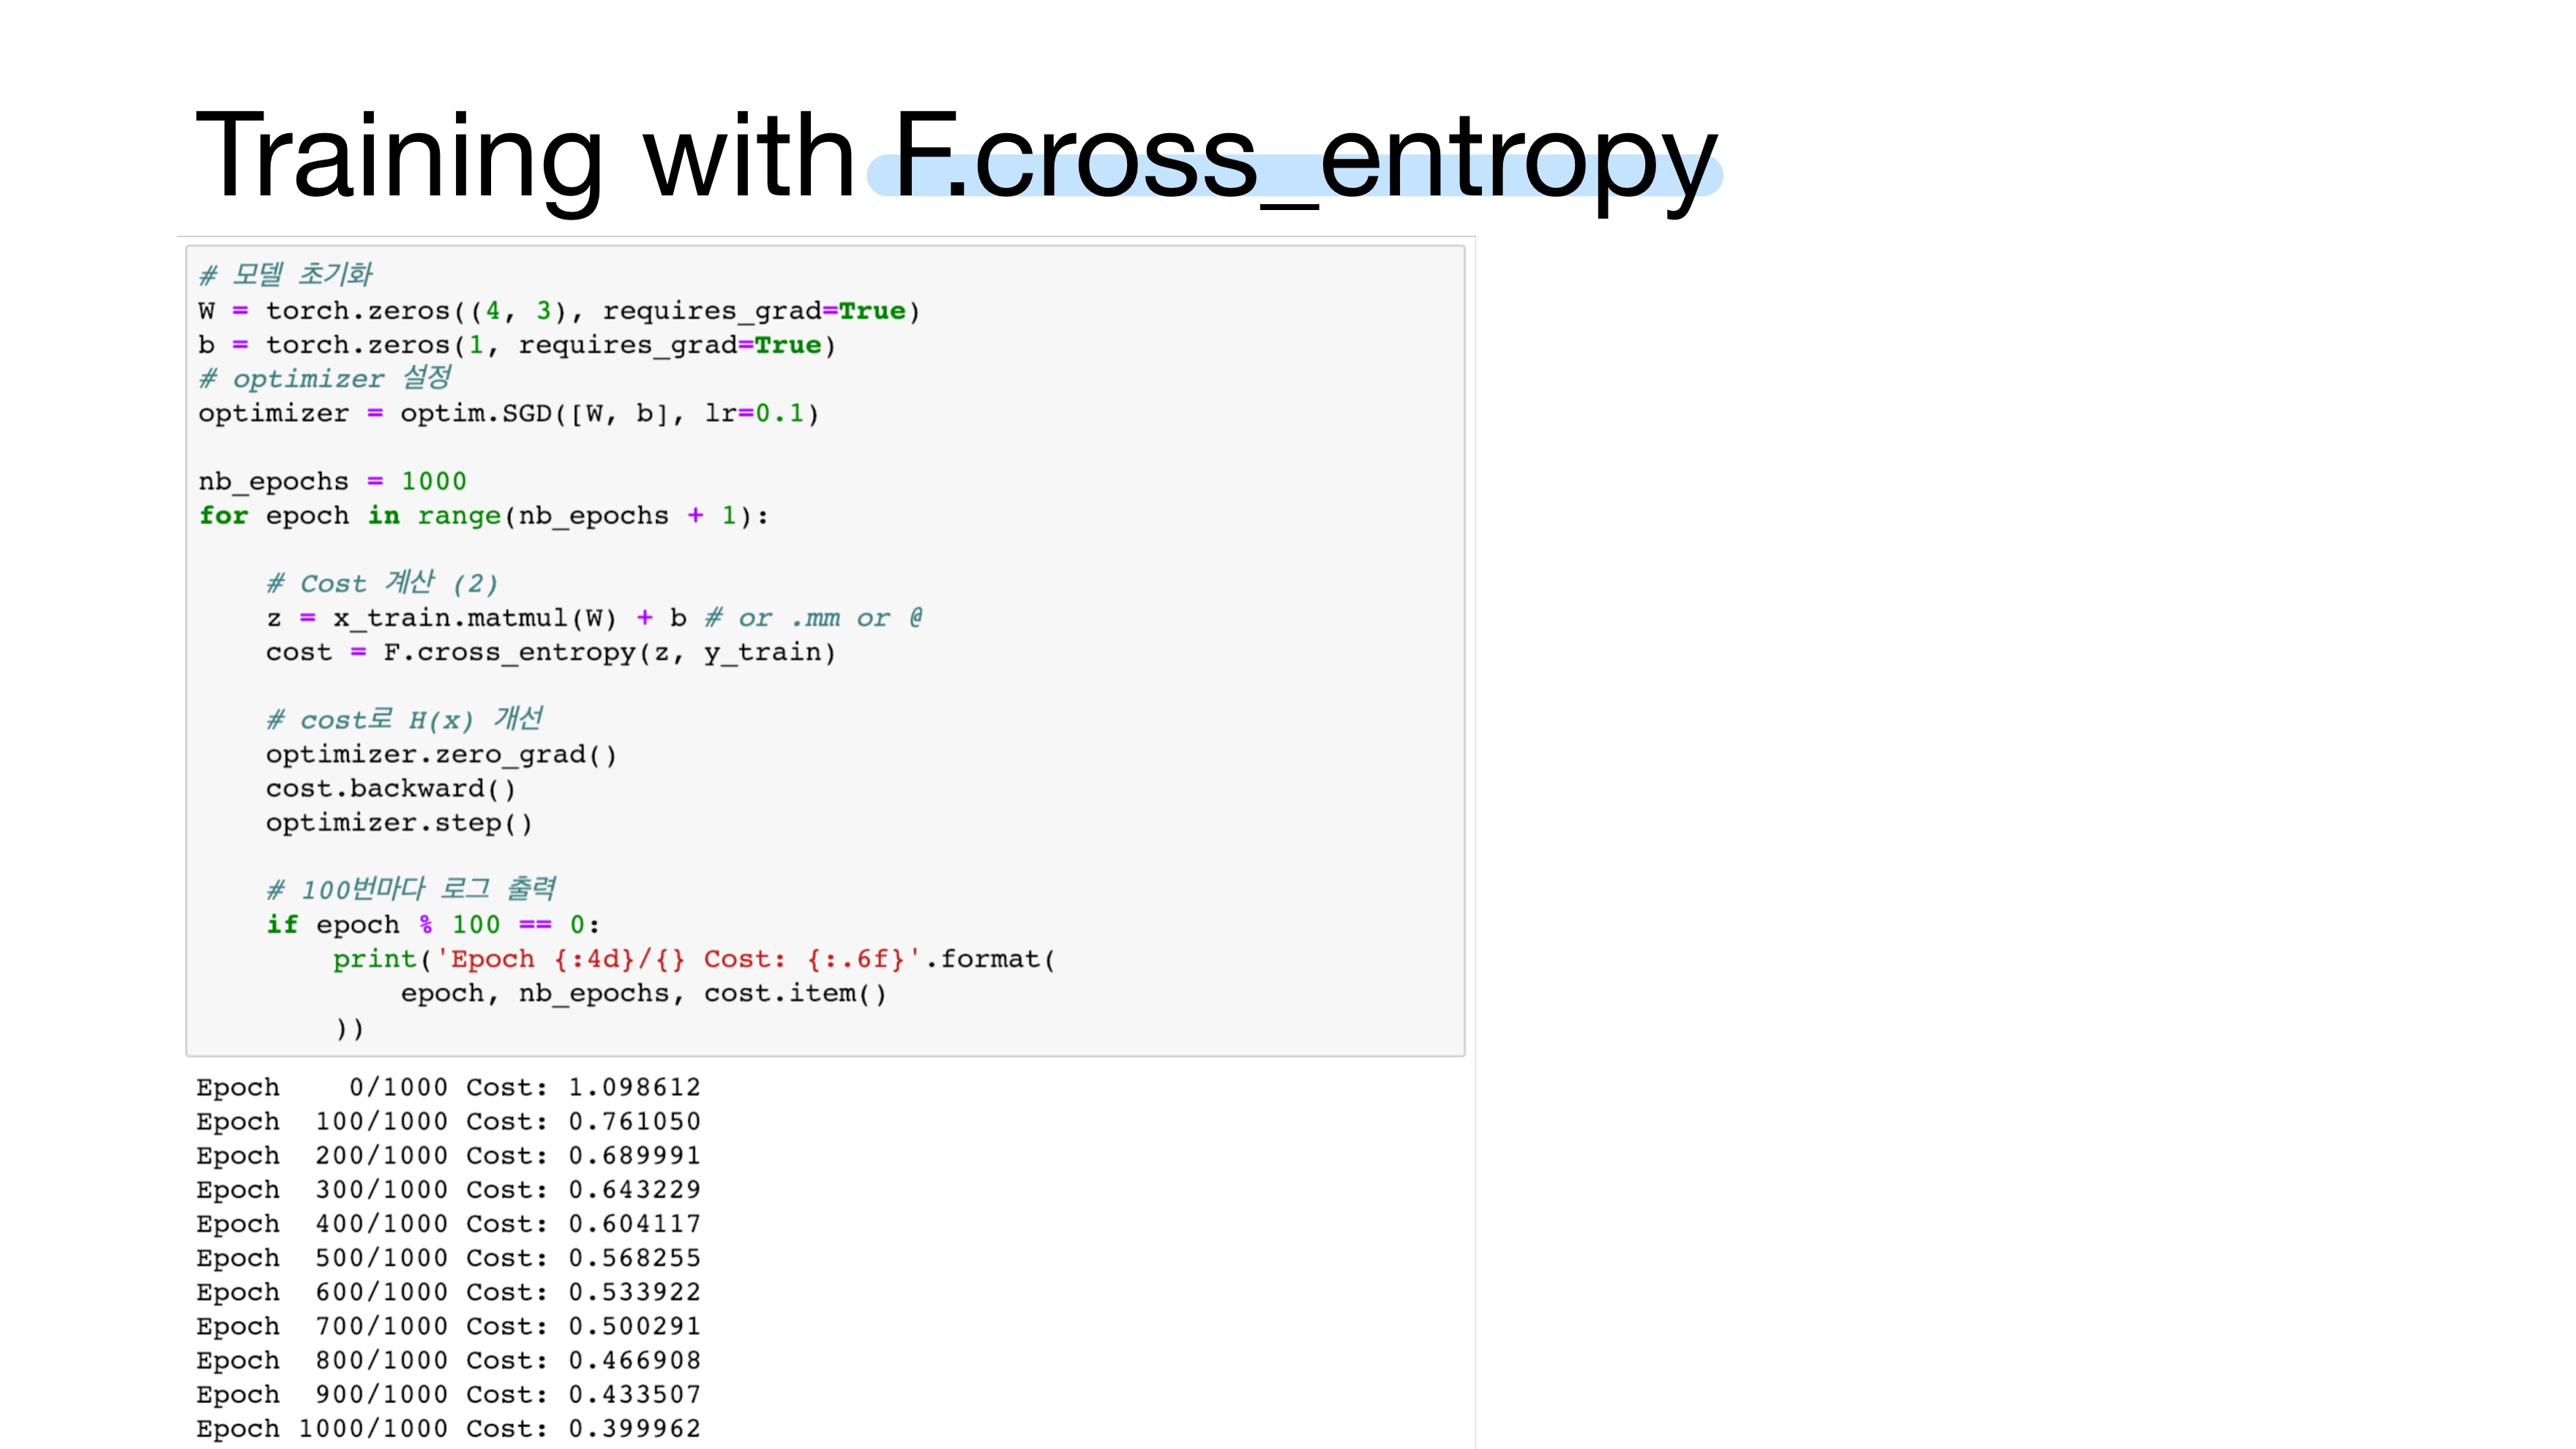 Training with F.cross_entropy
# 모델 초기화
W = torch.zeros((4, 3), requires_grad=True)
b = torch.zeros(1, requires_grad=True)
# optimizer 설정
optimizer = optim.SGD([W, b], lr=0.1)
nb_epochs = 1000
for epoch in range(nb_epochs + 1):
# Cost 계산 (2)
z = x_train.matmul(W) + b # or .mm or @
cost = F.cross_entropy(z, y_train)
# cost로 H(x) 개선
optimizer.zero_grad()
cost.backward()
optimizer.step()
# 100번마다 로그 출력
if epoch % 100 == 0:
print('Epoch {:4d}/{} Cost: {:.6f}'.format(
epoch, nb_epochs, cost.item()
))
Epoch    0/1000 Cost: 1.098612
Epoch  100/1000 Cost: 0.761050
Epoch  200/1000 Cost: 0.689991
Epoch  300/1000 Cost: 0.643229
Epoch  400/1000 Cost: 0.604117
Epoch  500/1000 Cost: 0.568255
Epoch  600/1000 Cost: 0.533922
Epoch  700/1000 Cost: 0.500291
Epoch  800/1000 Cost: 0.466908
Epoch  900/1000 Cost: 0.433507
Epoch 1000/1000 Cost: 0.399962